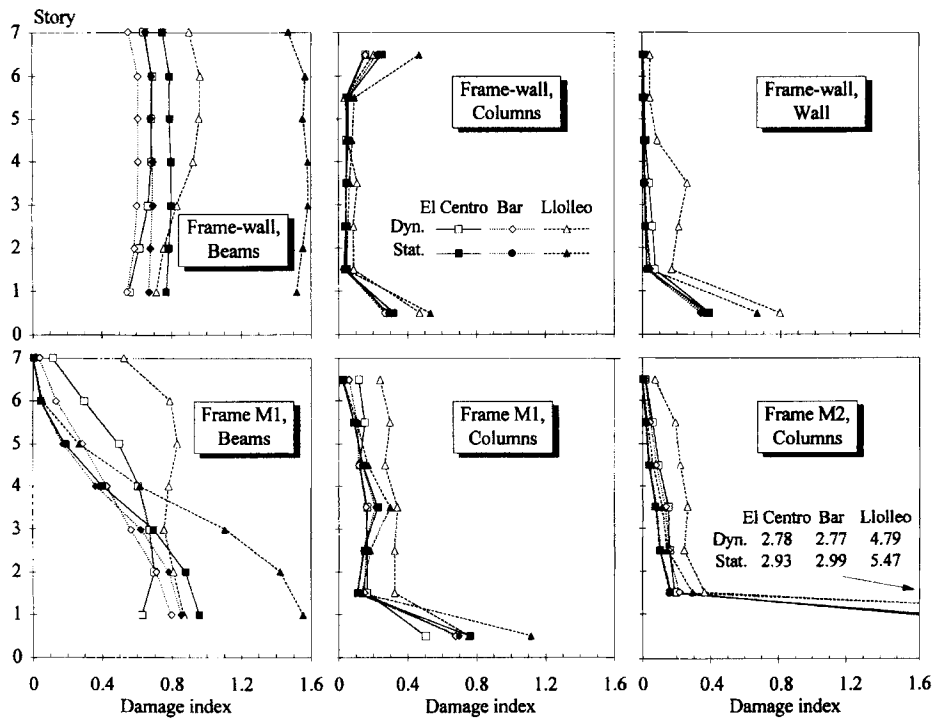 Story
7
6
5
4
3
2
1
0
Frame-wall,
Beams
Frame-wall,
Columns
El Centro Bar Llolleo
Dyn.
Stat.
Frame-wall,
Wall
7
6
5
4
3
2
1
0
Frame M1,
Beams
Frame M1,
Columns
Frame M2,
Columns
El Centro Bar Llolleo
Dyn. 2.78 2.77 4.79
Stat. 2.93 2.99 5.47
0 0.4 0.8 1.2 1.6
Damage index
0 0.4 0.8 1.2 1.6
Damage index
0 0.4 0.8 1.2 1.6
Damage index